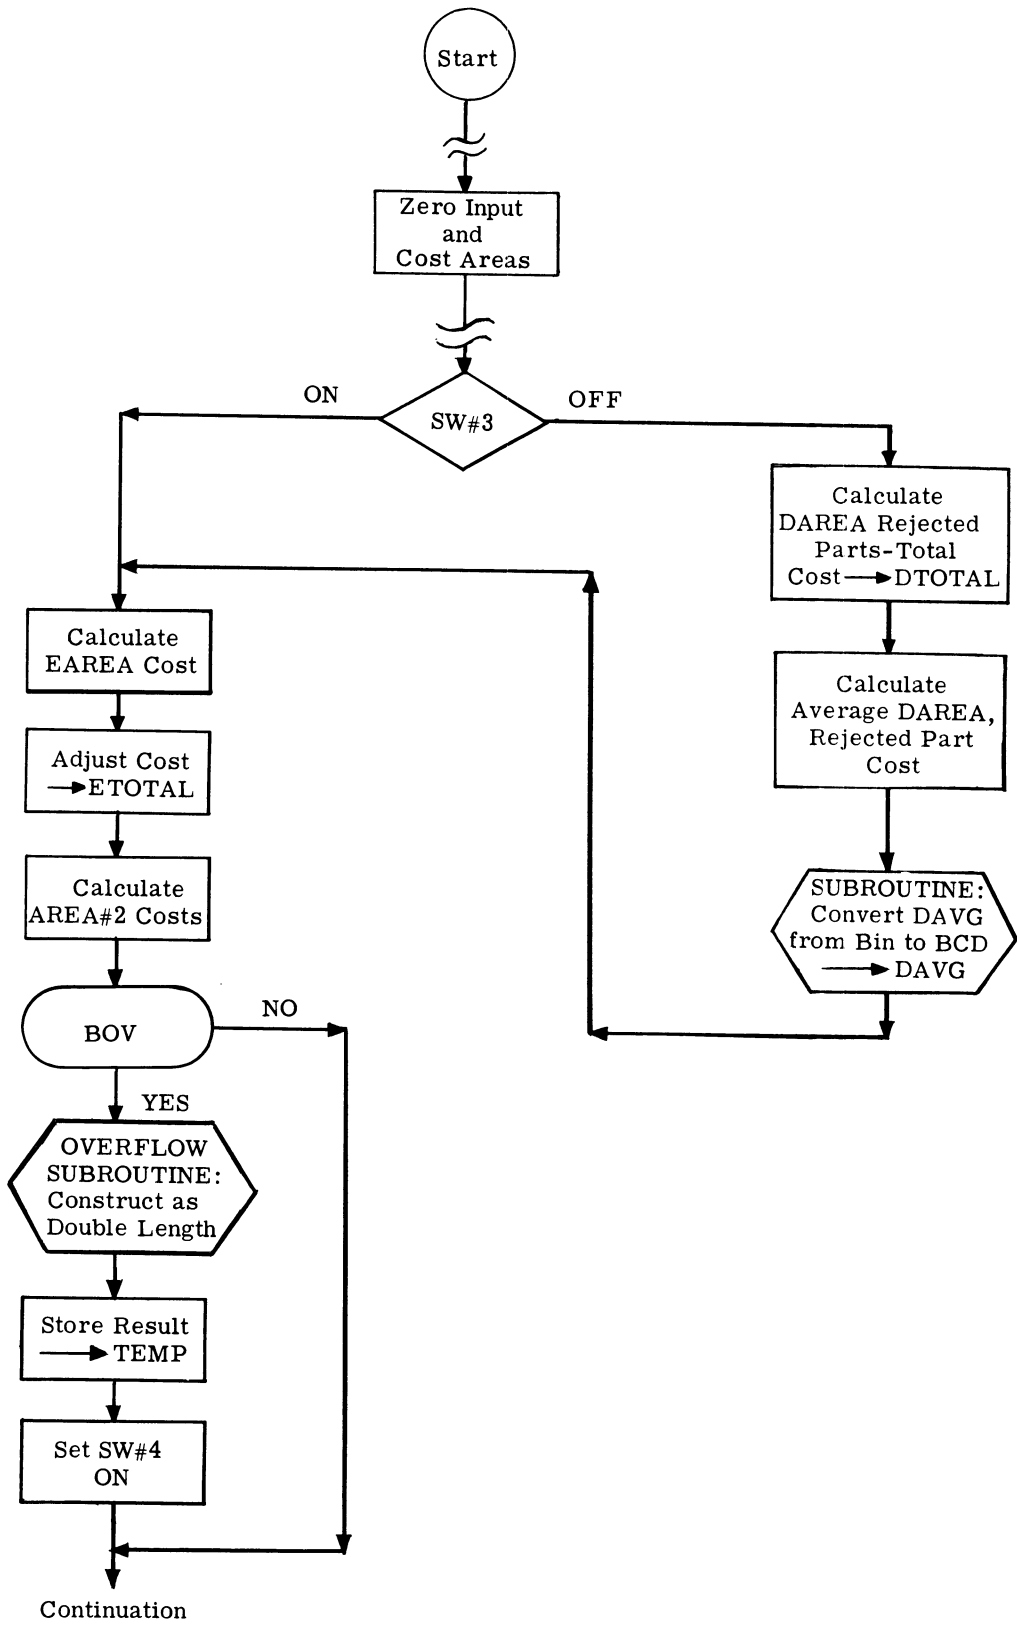 Start
Zero Input
and
Cost Areas
ON
OFF
SW#3
Calculate
DAREA Rejected
Parts-Total
Cost → DTOTAL
Calculate
Average DAREA,
Rejected Part
Cost
SUBROUTINE:
Convert DAVG
from Bin to BCD
→ DAVG
Calculate
EAREA Cost
Adjust Cost
→ ETOTAL
Calculate
AREA#2 Costs
BOV
NO
YES
OVERFLOW
SUBROUTINE:
Construct as
Double Length
Store Result
→ TEMP
Set SW#4
ON
Continuation